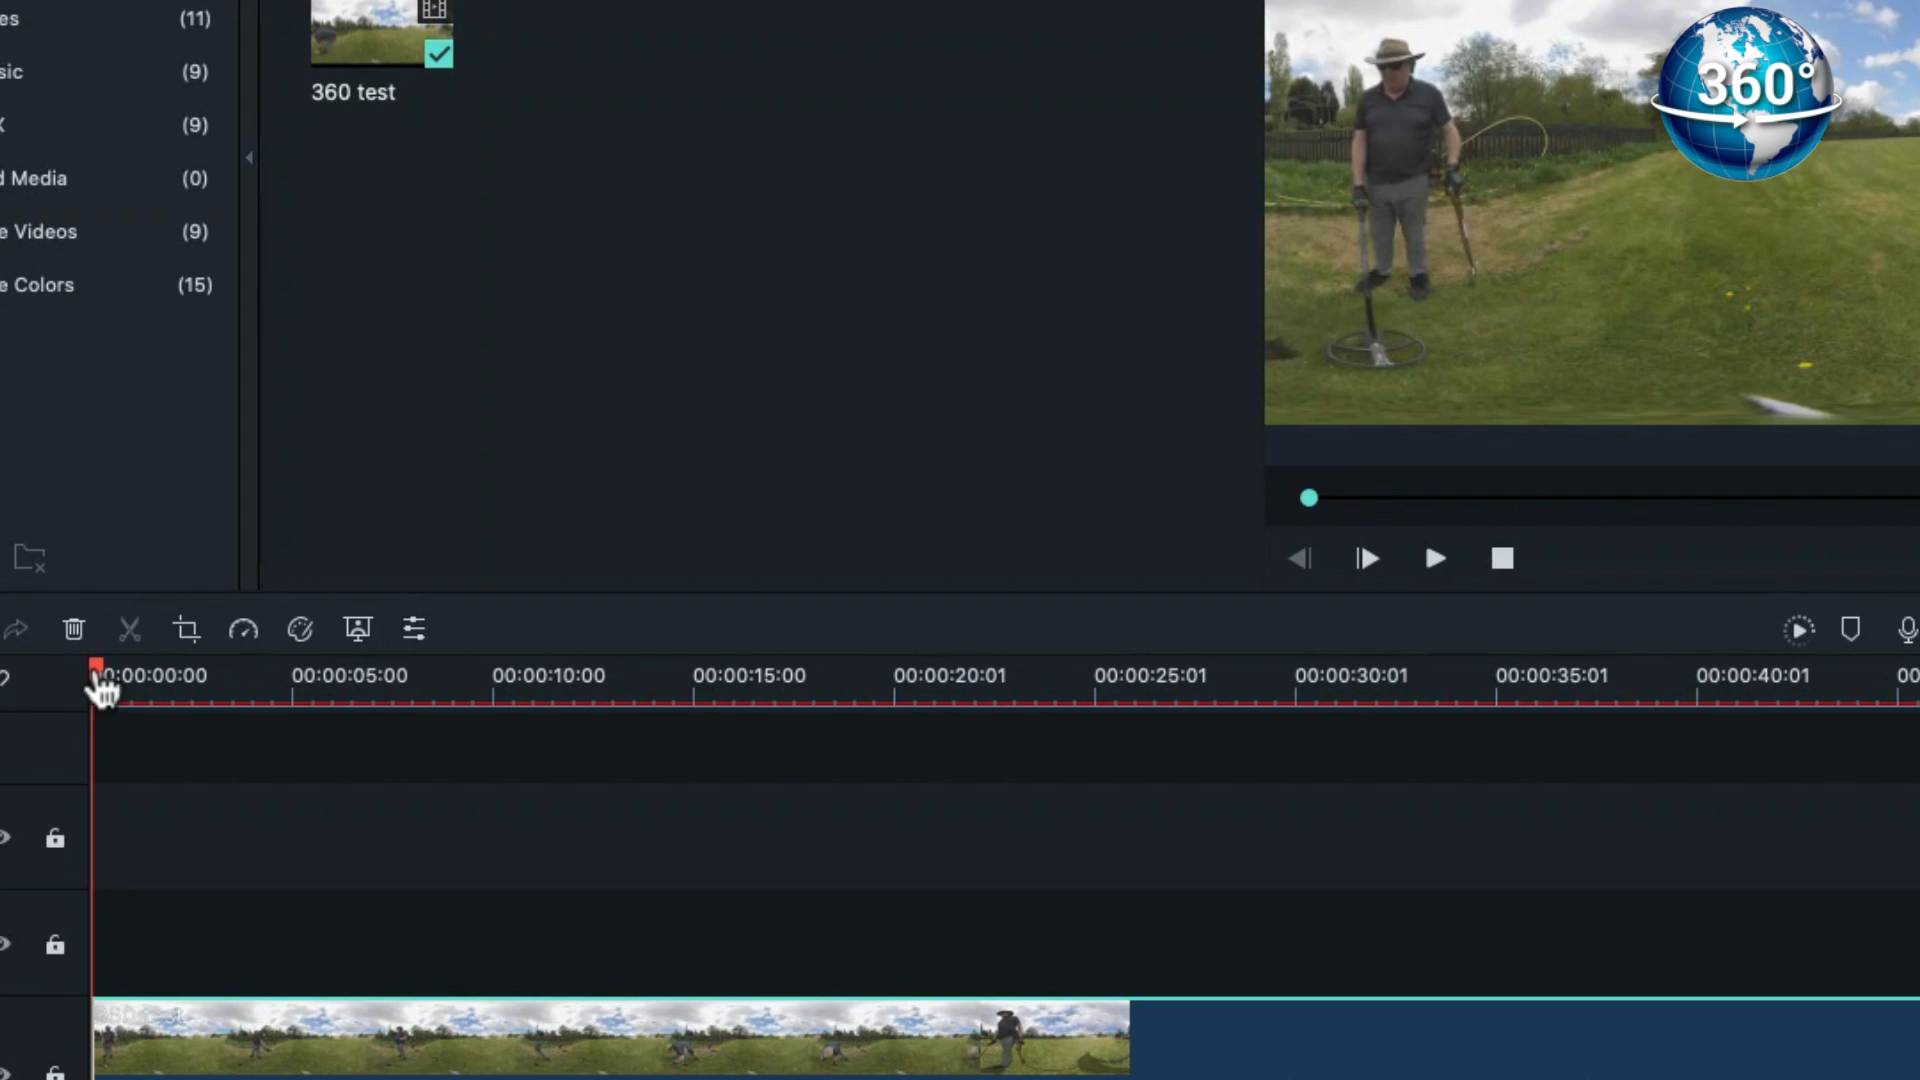 es (11)
sic (9)
X (9)
d Media (0)
e Videos (9)
e Colors (15)
360 test
360°
00:00:00:00 00:00:05:00 00:00:10:00 00:00:15:00 00:00:20:01 00:00:25:01 00:00:30:01 00:00:35:01 00:00:40:01 00
360 test